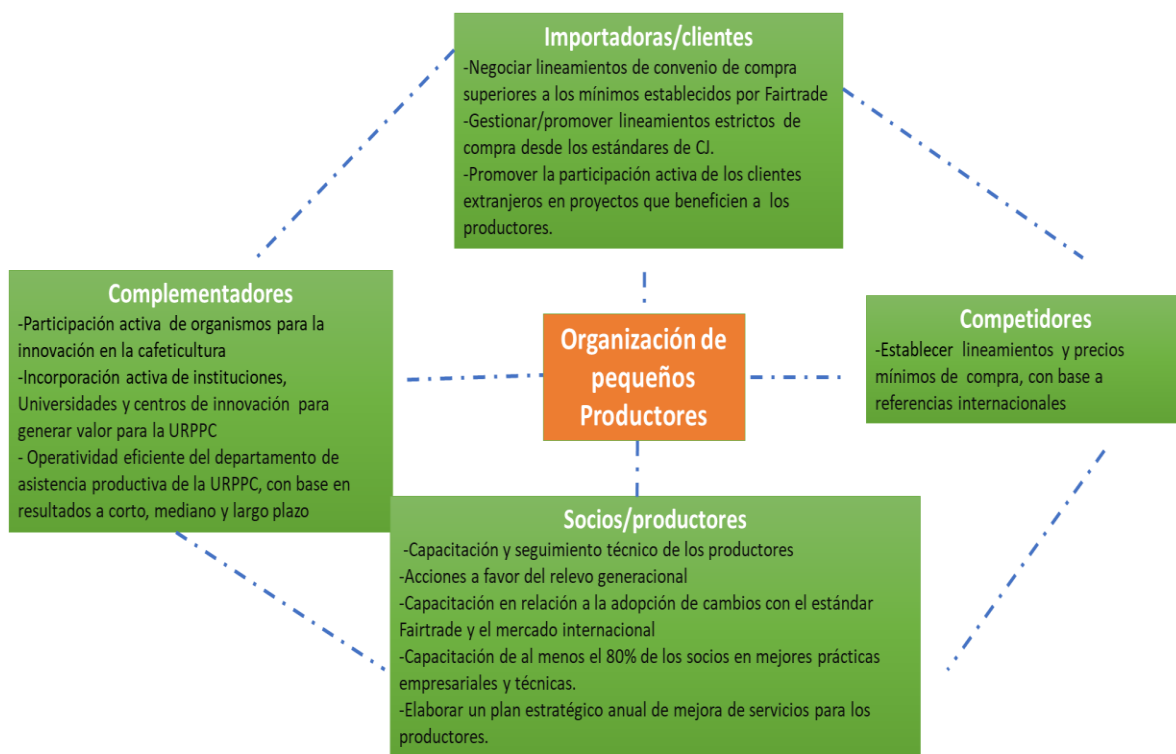 Importadoras/clientes
-Negociar lineamientos de convenio de compra
superiores a los mínimos establecidos por Fairtrade
-Gestionar/promover lineamientos estrictos de
compra desde los estándares de CJ.
-Promover la participación activa de los clientes
extranjeros en proyectos que beneficien a los
productores.
Complementadores
-Participación activa de organismos para la
innovación en la cafeticultura
-Incorporación activa de instituciones,
Universidades y centros de innovación para
generar valor para la URPPC
- Operatividad eficiente del departamento de
asistencia productiva de la URPPC, con base en
resultados a corto, mediano y largo plazo
Organización de
pequeños
Productores
Competidores
-Establecer lineamientos y precios
mínimos de compra, con base a
referencias internacionales
Socios/productores
-Capacitación y seguimiento técnico de los productores
-Acciones a favor del relevo generacional
-Capacitación en relación a la adopción de cambios con el estándar
Fairtrade y el mercado internacional
-Capacitación de al menos el 80% de los socios en mejores prácticas
empresariales y técnicas.
-Elaborar un plan estratégico anual de mejora de servicios para los
productores.